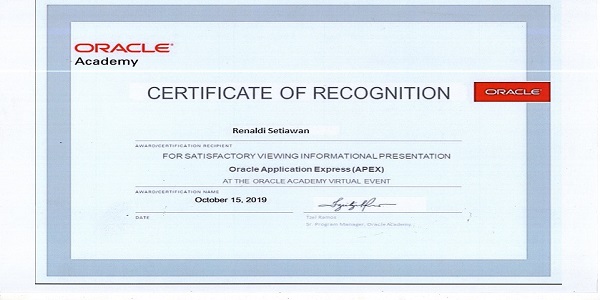 ORACLE
Academy
CERTIFICATE OF RECOGNITION
ORACLE
Renaldi Setiawan
AWARD/CERTIFICATION RECIPIENT
FOR SATISFACTORY VIEWING INFORMATIONAL PRESENTATION
Oracle Application Express (APEX)
AT THE ORACLE ACADEMY VIRTUAL EVENT
AWARD/CERTIFICATION NAME
October 15, 2019
DATE
Sr. Program Manager, Oracle Academy